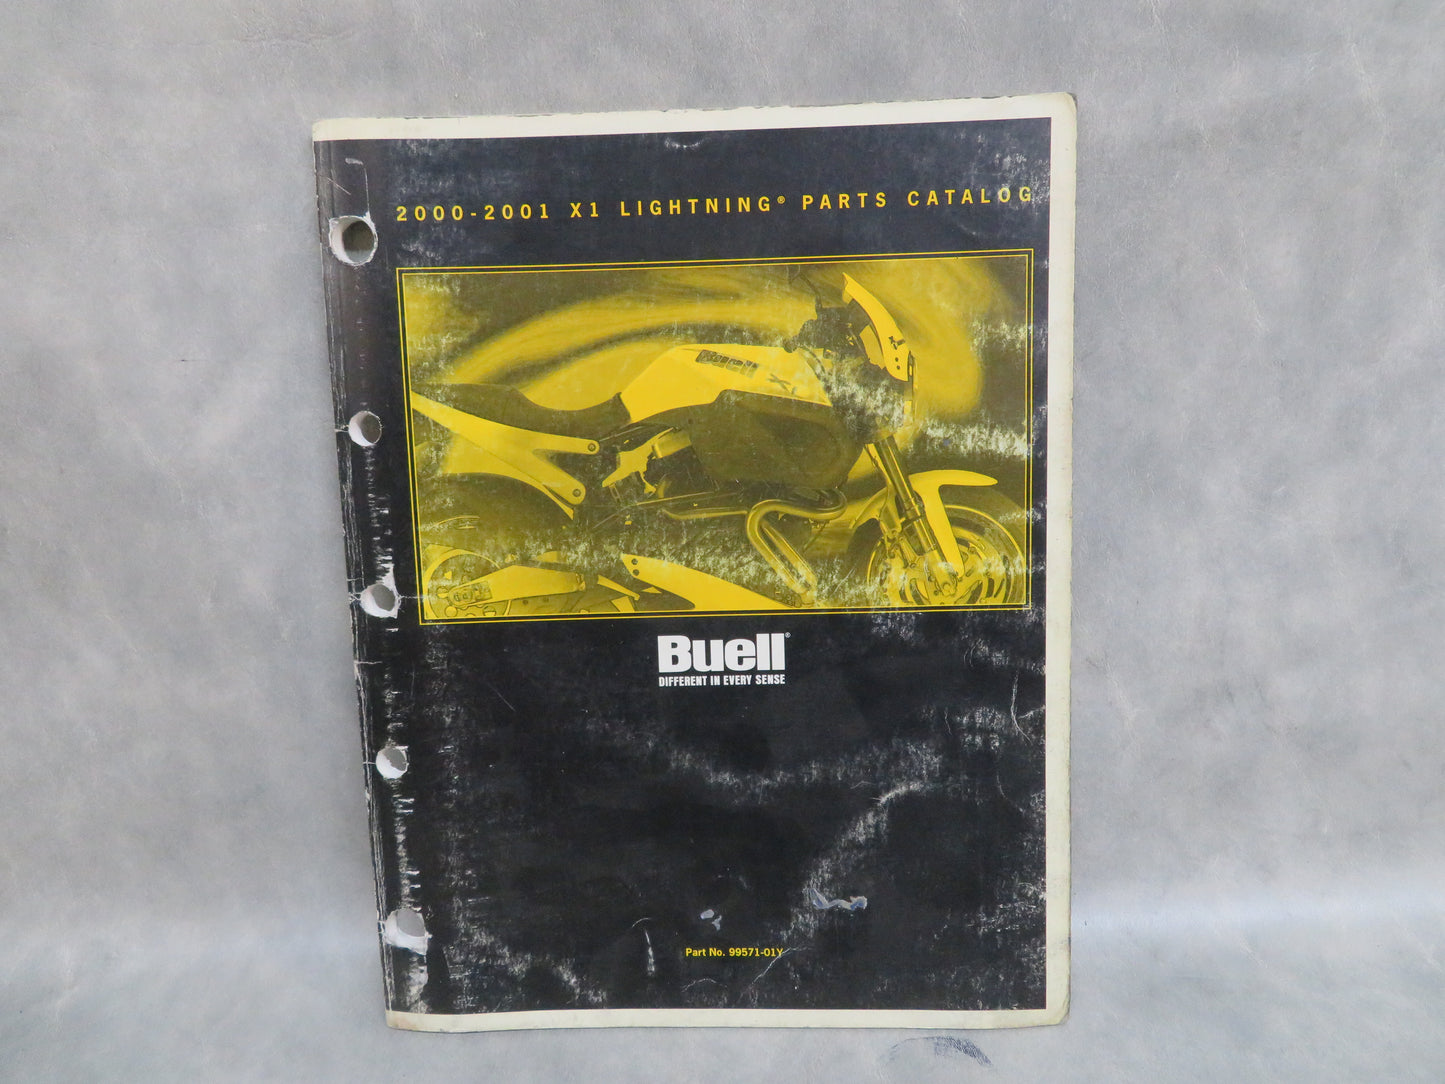 2000-2001 X1 LIGHTNING® PARTS CATALOG
Buell X1
Buell®
DIFFERENT IN EVERY SENSE
Part No. 99571-01Y